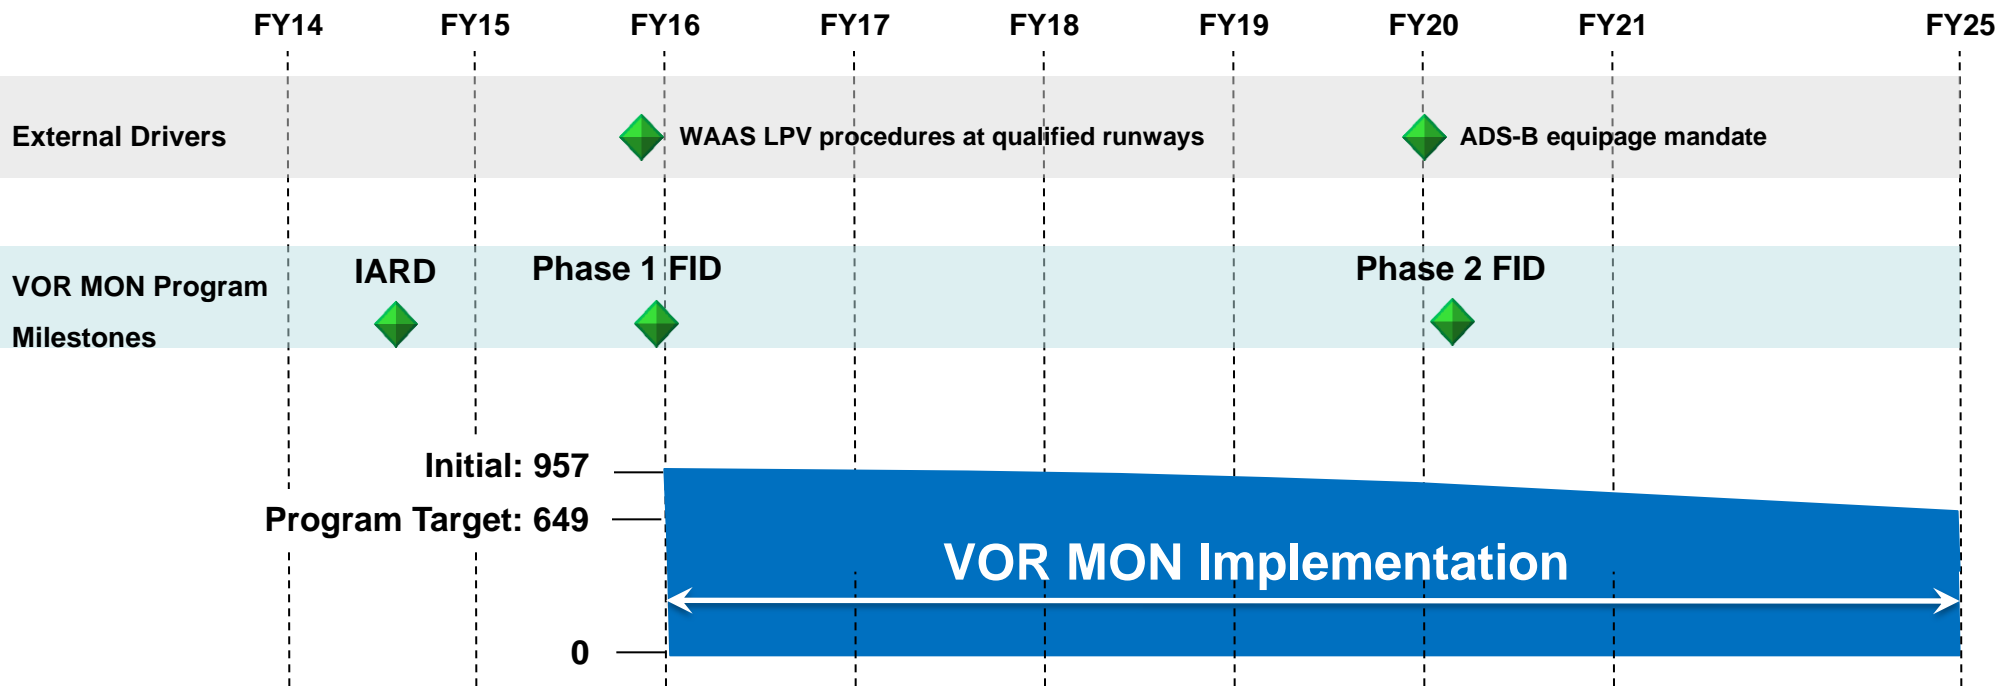 FY14 FY15 FY16 FY17 FY18 FY19 FY20 FY21 FY25
External Drivers
WAAS LPV procedures at qualified runways
ADS-B equipage mandate
VOR MON Program
Milestones
IARD
Phase 1 FID
Phase 2 FID
Initial: 957
Program Target: 649
VOR MON Implementation
0